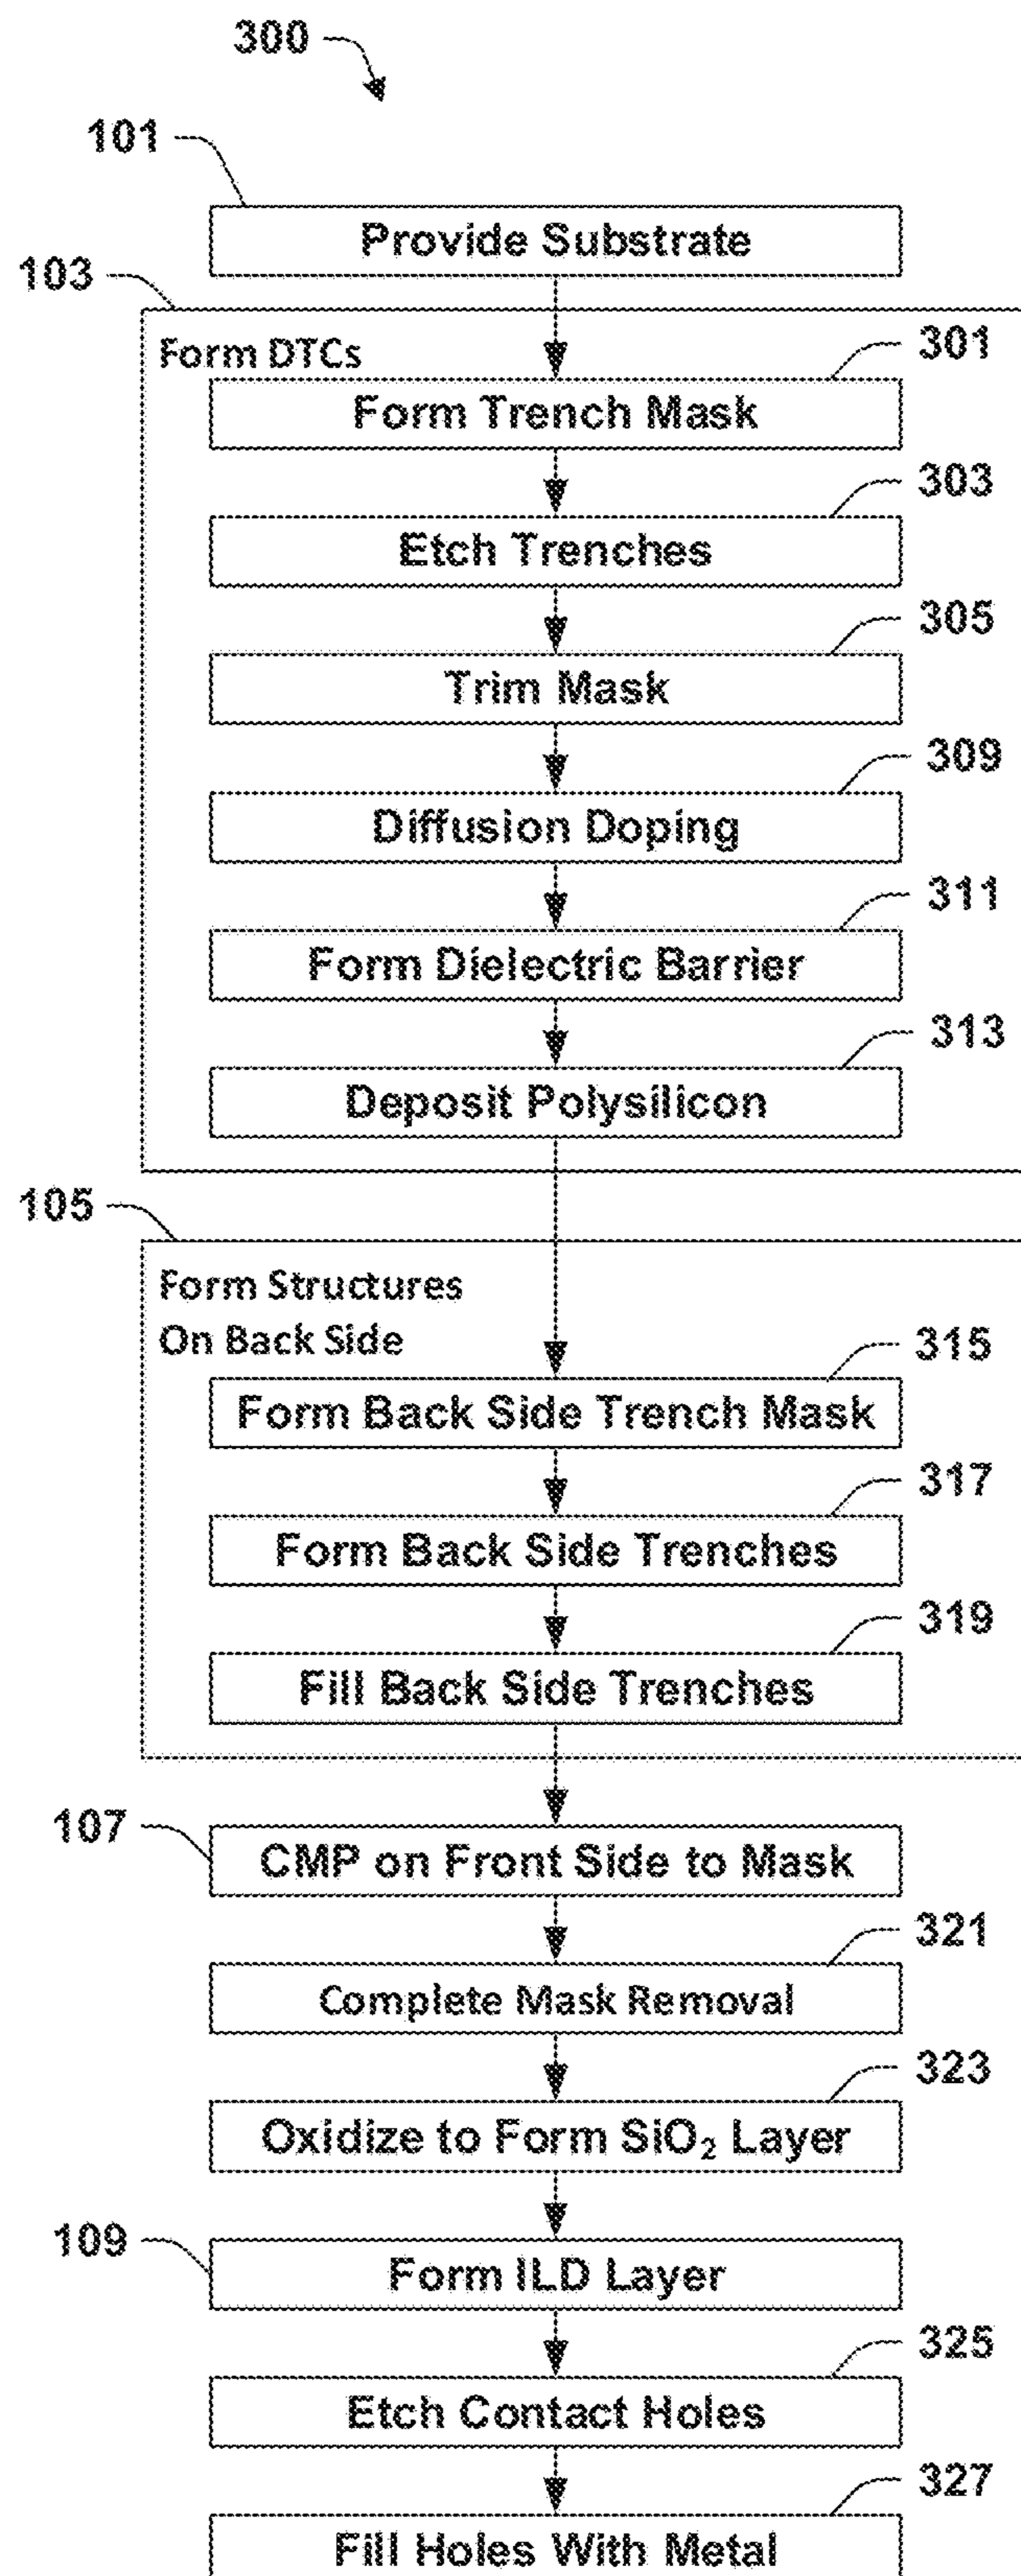 300
101
Provide Substrate
103
Form DTCs
301
Form Trench Mask
303
Etch Trenches
305
Trim Mask
309
Diffusion Doping
311
Form Dielectric Barrier
313
Deposit Polysilicon
105
Form Structures
On Back Side
315
Form Back Side Trench Mask
317
Form Back Side Trenches
319
Fill Back Side Trenches
107
CMP on Front Side to Mask
321
Complete Mask Removal
323
Oxidize to Form SiO₂ Layer
109
Form ILD Layer
325
Etch Contact Holes
327
Fill Holes With Metal